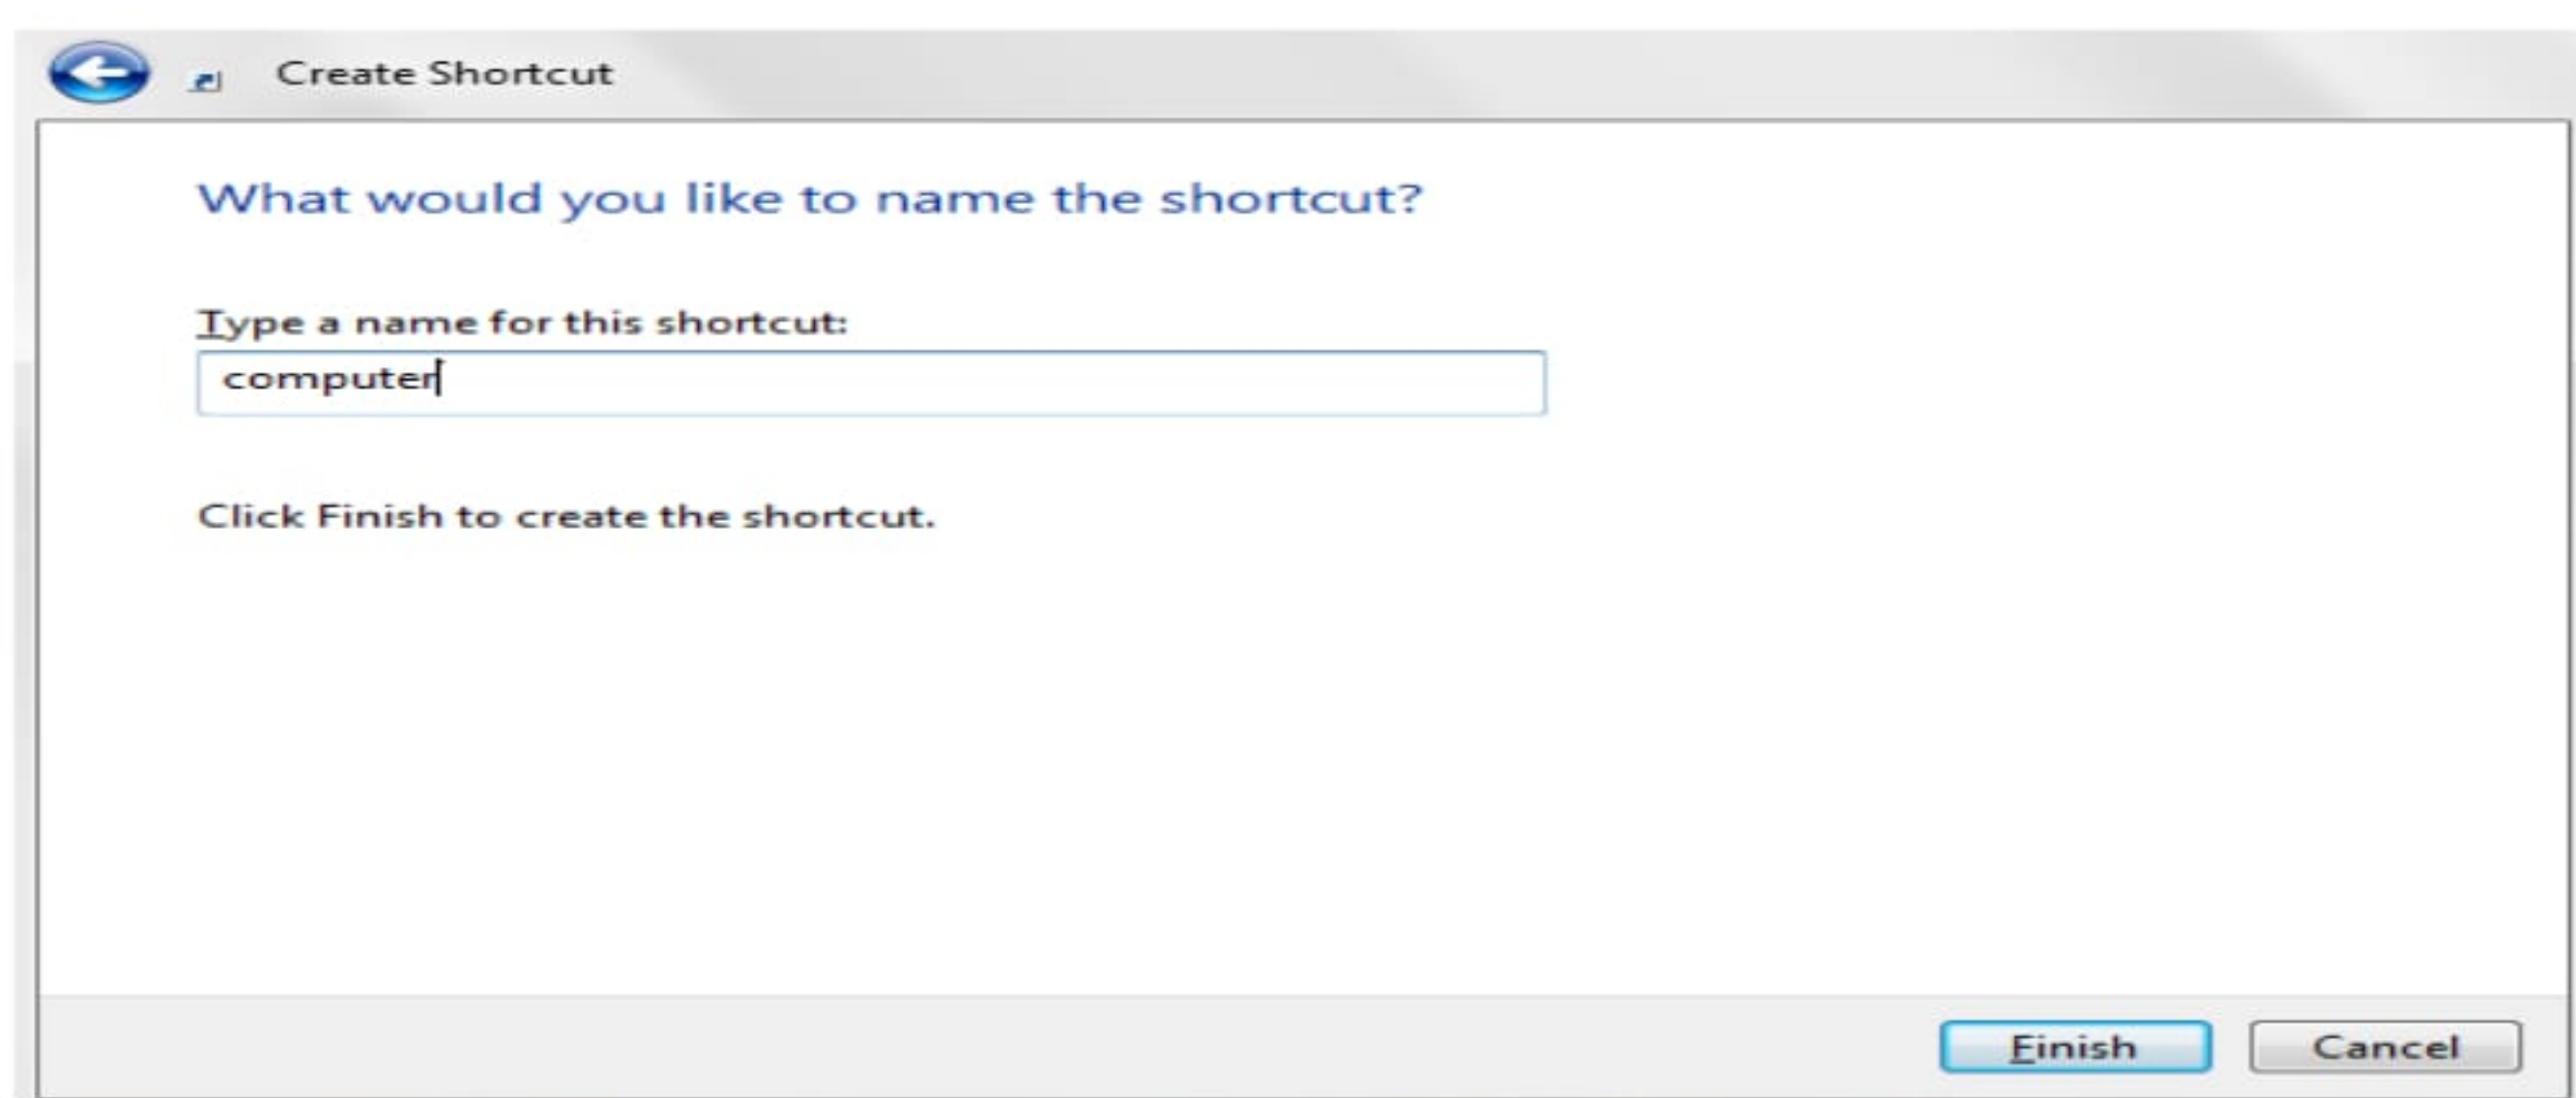 Create Shortcut
What would you like to name the shortcut?
Type a name for this shortcut:
computer
Click Finish to create the shortcut.
Finish Cancel